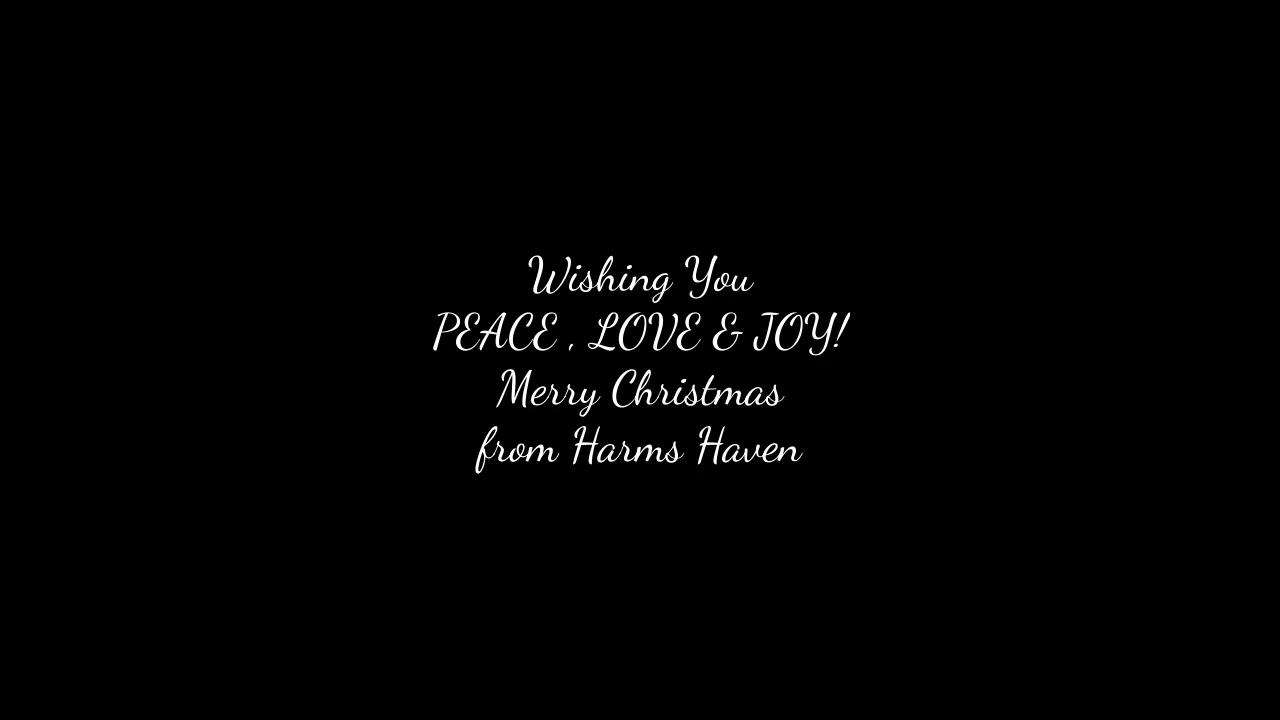 Wishing You
PEACE , LOVE & JOY!
Merry Christmas
from Harms Haven